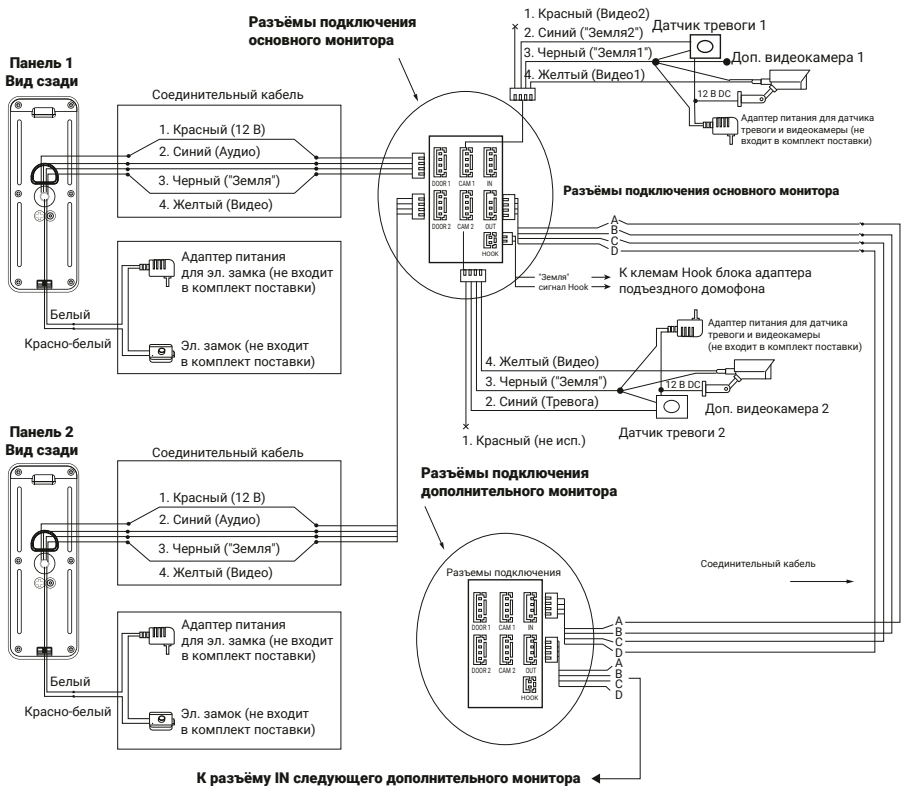 Разъёмы подключения
основного монитора
1. Красный (Видео2)
2. Синий ("Земля2")
3. Черный ("Земля1")
4. Желтый (Видео1)
Датчик тревоги 1
Доп. видеокамера 1
12 В DC
Адаптер питания для датчика
тревоги и видеокамеры (не
входит в комплект поставки)
Панель 1
Вид сзади
Соединительный кабель
1. Красный (12 В)
2. Синий (Аудио)
3. Черный ("Земля")
4. Желтый (Видео)
DOOR 1
CAM 1
IN
DOOR 2
CAM 2
OUT
HOOK
Разъёмы подключения основного монитора
A
B
C
D
"Земля"
сигнал Hook
К клемам Hook блока адаптера
подъездного домофона
Адаптер питания
для эл. замка (не входит
в комплект поставки)
Белый
Красно-белый
Эл. замок (не входит
в комплект поставки)
Адаптер питания для датчика
тревоги и видеокамеры
(не входит в комплект поставки)
4. Желтый (Видео)
3. Черный ("Земля")
2. Синий (Тревога)
1. Красный (не исп.)
12 В DC
Доп. видеокамера 2
Датчик тревоги 2
Панель 2
Вид сзади
Соединительный кабель
1. Красный (12 В)
2. Синий (Аудио)
3. Черный ("Земля")
4. Желтый (Видео)
Разъёмы подключения
дополнительного монитора
Разъемы подключения
DOOR 1
CAM 1
IN
DOOR 2
CAM 2
OUT
HOOK
Соединительный кабель
A
B
C
D
A
B
C
D
Адаптер питания
для эл. замка (не входит
в комплект поставки)
Белый
Красно-белый
Эл. замок (не входит
в комплект поставки)
К разъёму IN следующего дополнительного монитора